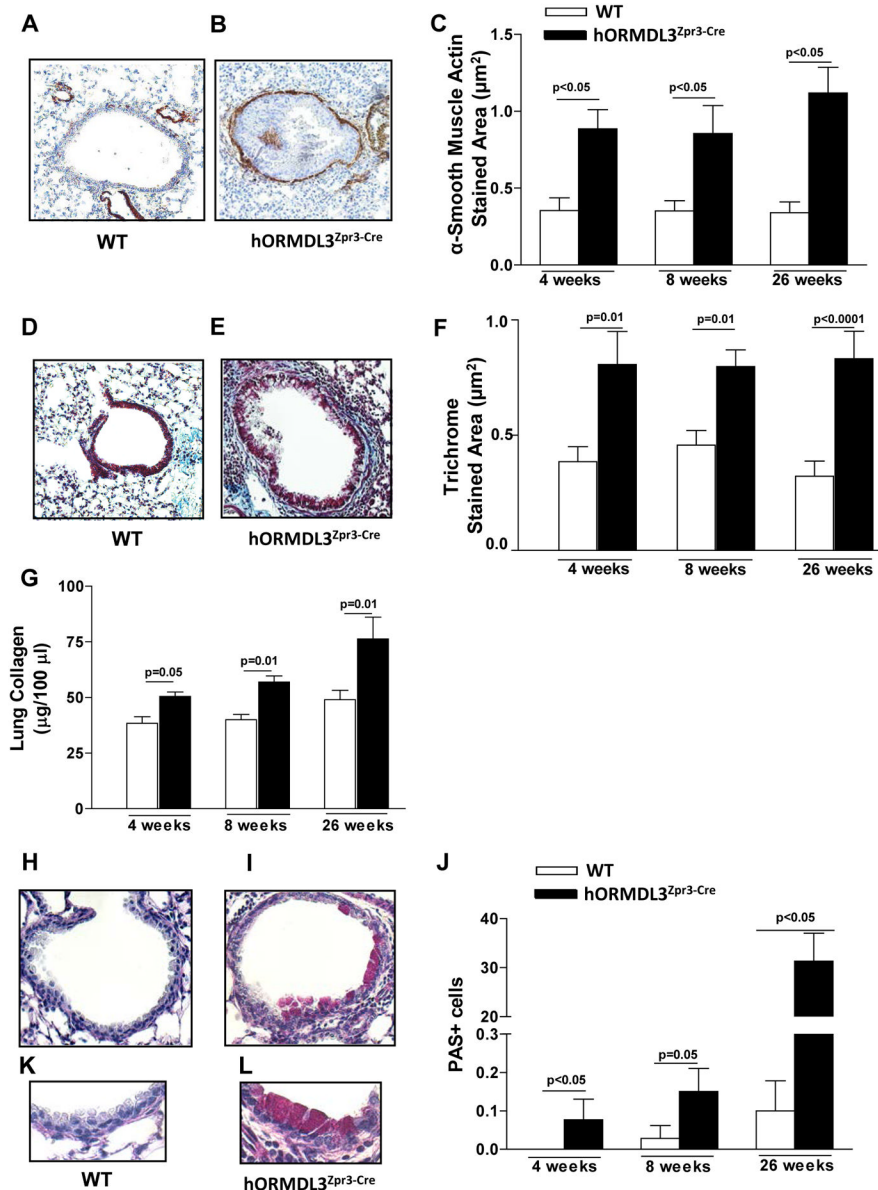 A
B
WT
hORMDL3Zpr3-Cre
C
WT
hORMDL3Zpr3-Cre
α-Smooth Muscle Actin
Stained Area (μm²)
1.5
1.0
0.5
0.0
p<0.05
p<0.05
p<0.05
4 weeks
8 weeks
26 weeks
D
E
WT
hORMDL3Zpr3-Cre
F
Trichrome
Stained Area (μm²)
1.0
0.5
0.0
p=0.01
p=0.01
p<0.0001
4 weeks
8 weeks
26 weeks
G
Lung Collagen
(μg/100 μl)
100
75
50
25
0
p=0.05
p=0.01
p=0.01
4 weeks
8 weeks
26 weeks
H
I
K
L
WT
hORMDL3Zpr3-Cre
J
WT
hORMDL3Zpr3-Cre
PAS+ cells
40
30
20
0.3
0.2
0.1
0.0
p<0.05
p=0.05
p<0.05
4 weeks
8 weeks
26 weeks